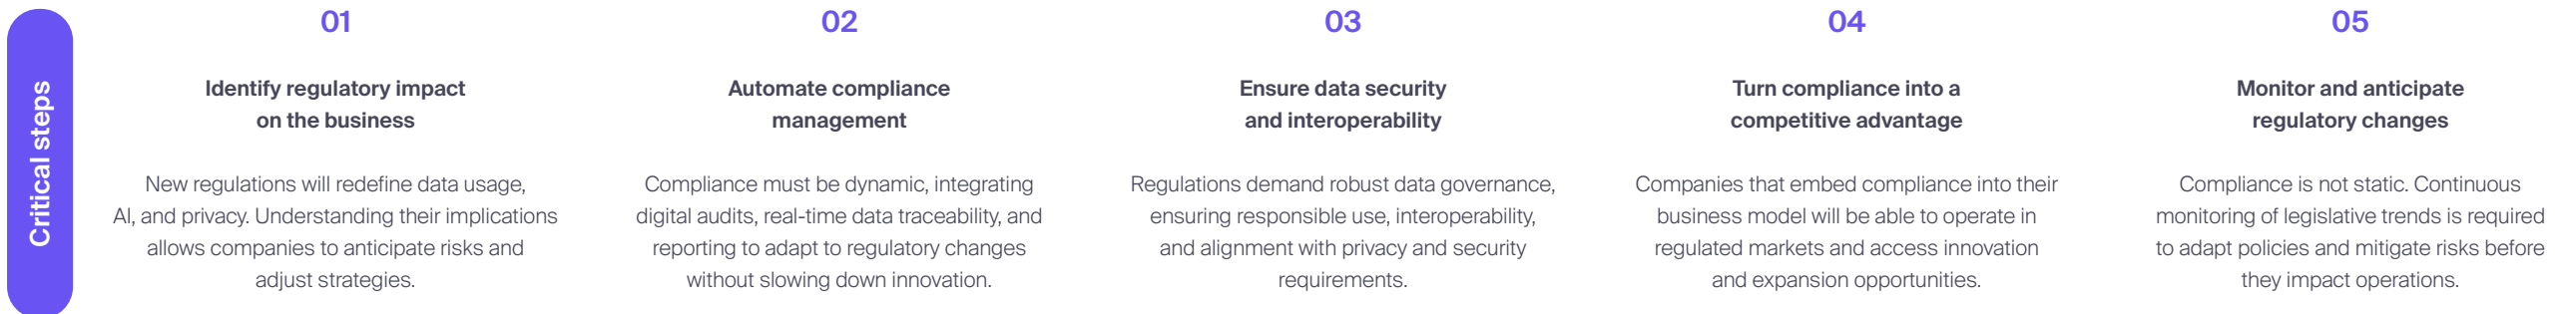 Critical steps
01
Identify regulatory impact
on the business
New regulations will redefine data usage,
AI, and privacy. Understanding their implications
allows companies to anticipate risks and
adjust strategies.
02
Automate compliance
management
Compliance must be dynamic, integrating
digital audits, real-time data traceability, and
reporting to adapt to regulatory changes
without slowing down innovation.
03
Ensure data security
and interoperability
Regulations demand robust data governance,
ensuring responsible use, interoperability,
and alignment with privacy and security
requirements.
04
Turn compliance into a
competitive advantage
Companies that embed compliance into their
business model will be able to operate in
regulated markets and access innovation
and expansion opportunities.
05
Monitor and anticipate
regulatory changes
Compliance is not static. Continuous
monitoring of legislative trends is required
to adapt policies and mitigate risks before
they impact operations.